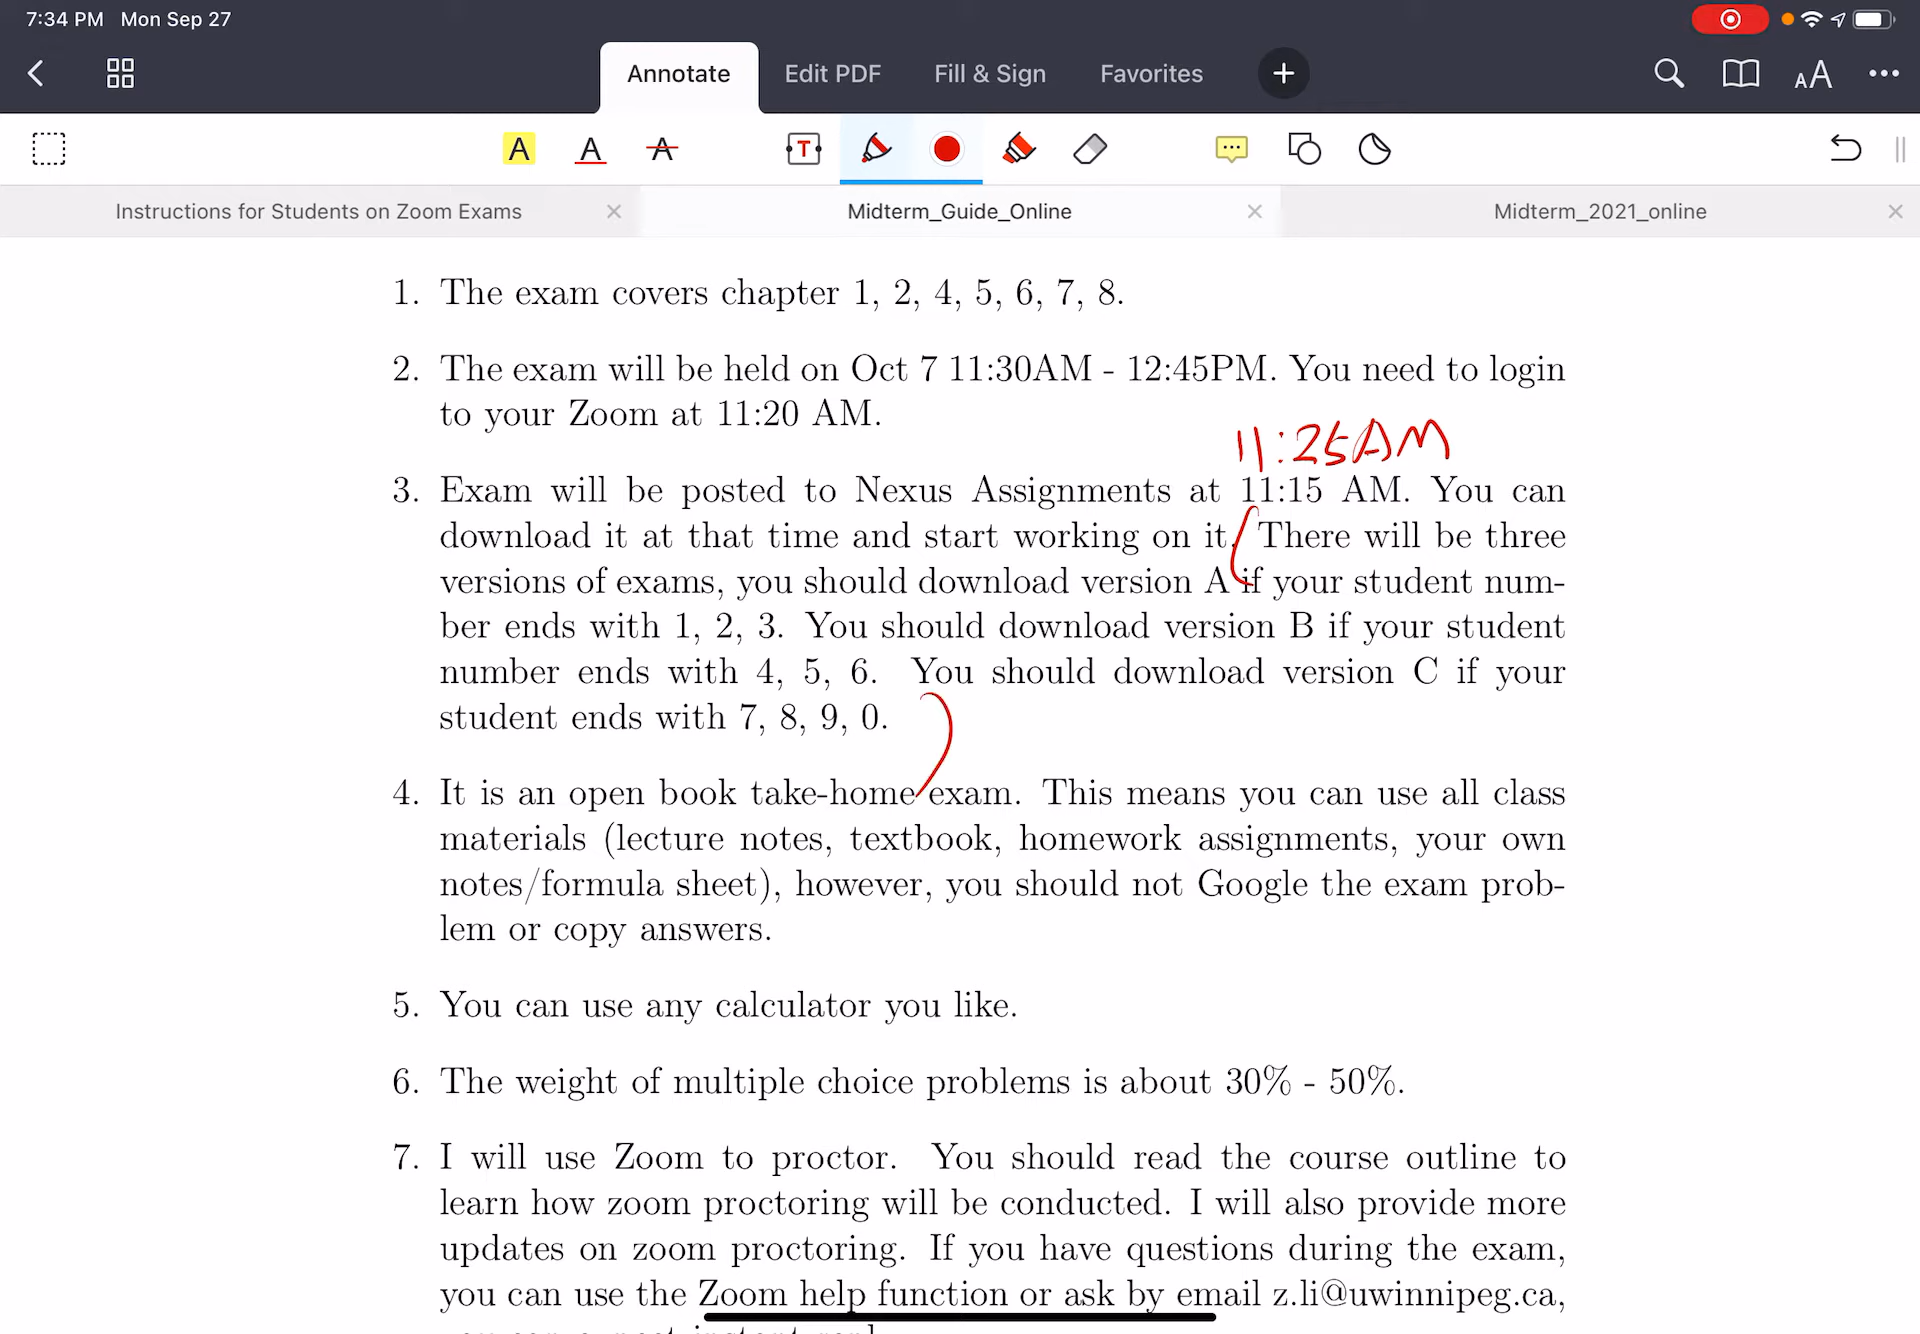 7:34 PM Mon Sep 27
Annotate Edit PDF Fill & Sign Favorites
AA
A A A T
Instructions for Students on Zoom Exams Midterm_Guide_Online Midterm_2021_online
1. The exam covers chapter 1, 2, 4, 5, 6, 7, 8.
2. The exam will be held on Oct 7 11:30AM - 12:45PM. You need to login
to your Zoom at 11:20 AM.
11:25AM
3. Exam will be posted to Nexus Assignments at 11:15 AM. You can
download it at that time and start working on it. There will be three
versions of exams, you should download version A if your student num-
ber ends with 1, 2, 3. You should download version B if your student
number ends with 4, 5, 6. You should download version C if your
student ends with 7, 8, 9, 0.
4. It is an open book take-home exam. This means you can use all class
materials (lecture notes, textbook, homework assignments, your own
notes/formula sheet), however, you should not Google the exam prob-
lem or copy answers.
5. You can use any calculator you like.
6. The weight of multiple choice problems is about 30% - 50%.
7. I will use Zoom to proctor. You should read the course outline to
learn how zoom proctoring will be conducted. I will also provide more
updates on zoom proctoring. If you have questions during the exam,
you can use the Zoom help function or ask by email z.li@uwinnipeg.ca,